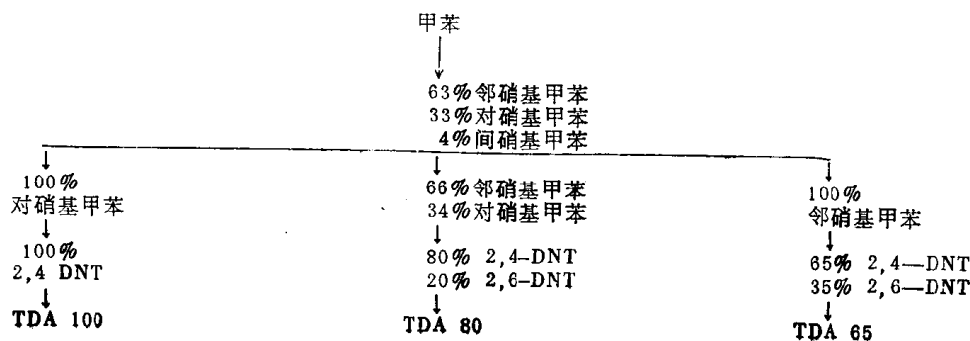 甲苯
63%邻硝基甲苯
33%对硝基甲苯
4%间硝基甲苯
100%
对硝基甲苯
100%
2,4 DNT
TDA 100
66%邻硝基甲苯
34%对硝基甲苯
80% 2,4-DNT
20% 2,6-DNT
TDA 80
100%
邻硝基甲苯
65% 2,4—DNT
35% 2,6—DNT
TDA 65